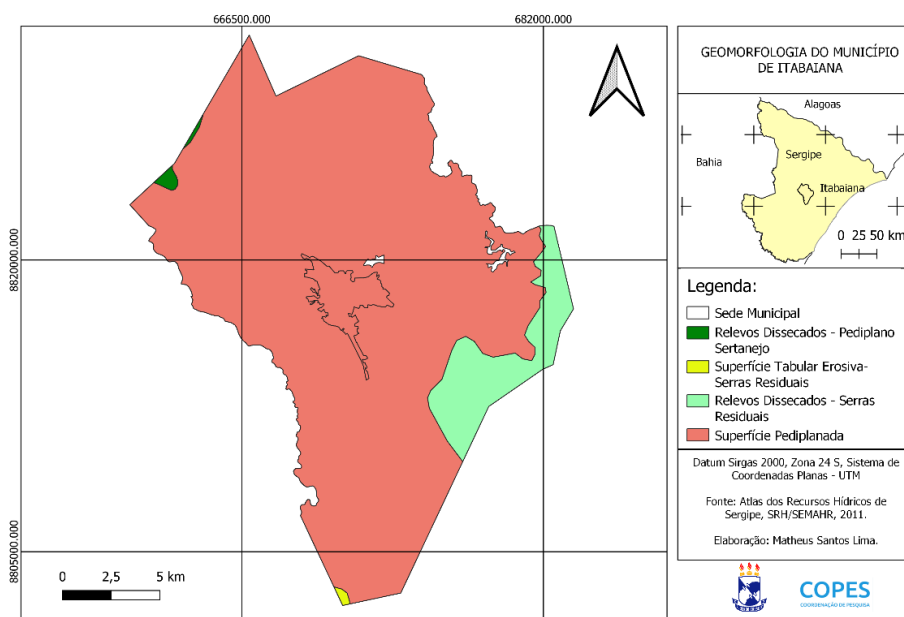 666500.000
682000.000
8820000.000
8805000.000
0 2,5 5 km
GEOMORFOLOGIA DO MUNICÍPIO
DE ITABAIANA
Alagoas
Bahia
Sergipe
Itabaiana
0 25 50 km
Legenda:
Sede Municipal
Relevos Dissecados - Pediplano
Sertanejo
Superfície Tabular Erosiva-
Serras Residuais
Relevos Dissecados - Serras
Residuais
Superfície Pediplanada
Datum Sirgas 2000, Zona 24 S, Sistema de
Coordenadas Planas - UTM
Fonte: Atlas dos Recursos Hídricos de
Sergipe, SRH/SEMAHR, 2011.
Elaboração: Matheus Santos Lima.
COPES
COORDENAÇÃO DE PESQUISA